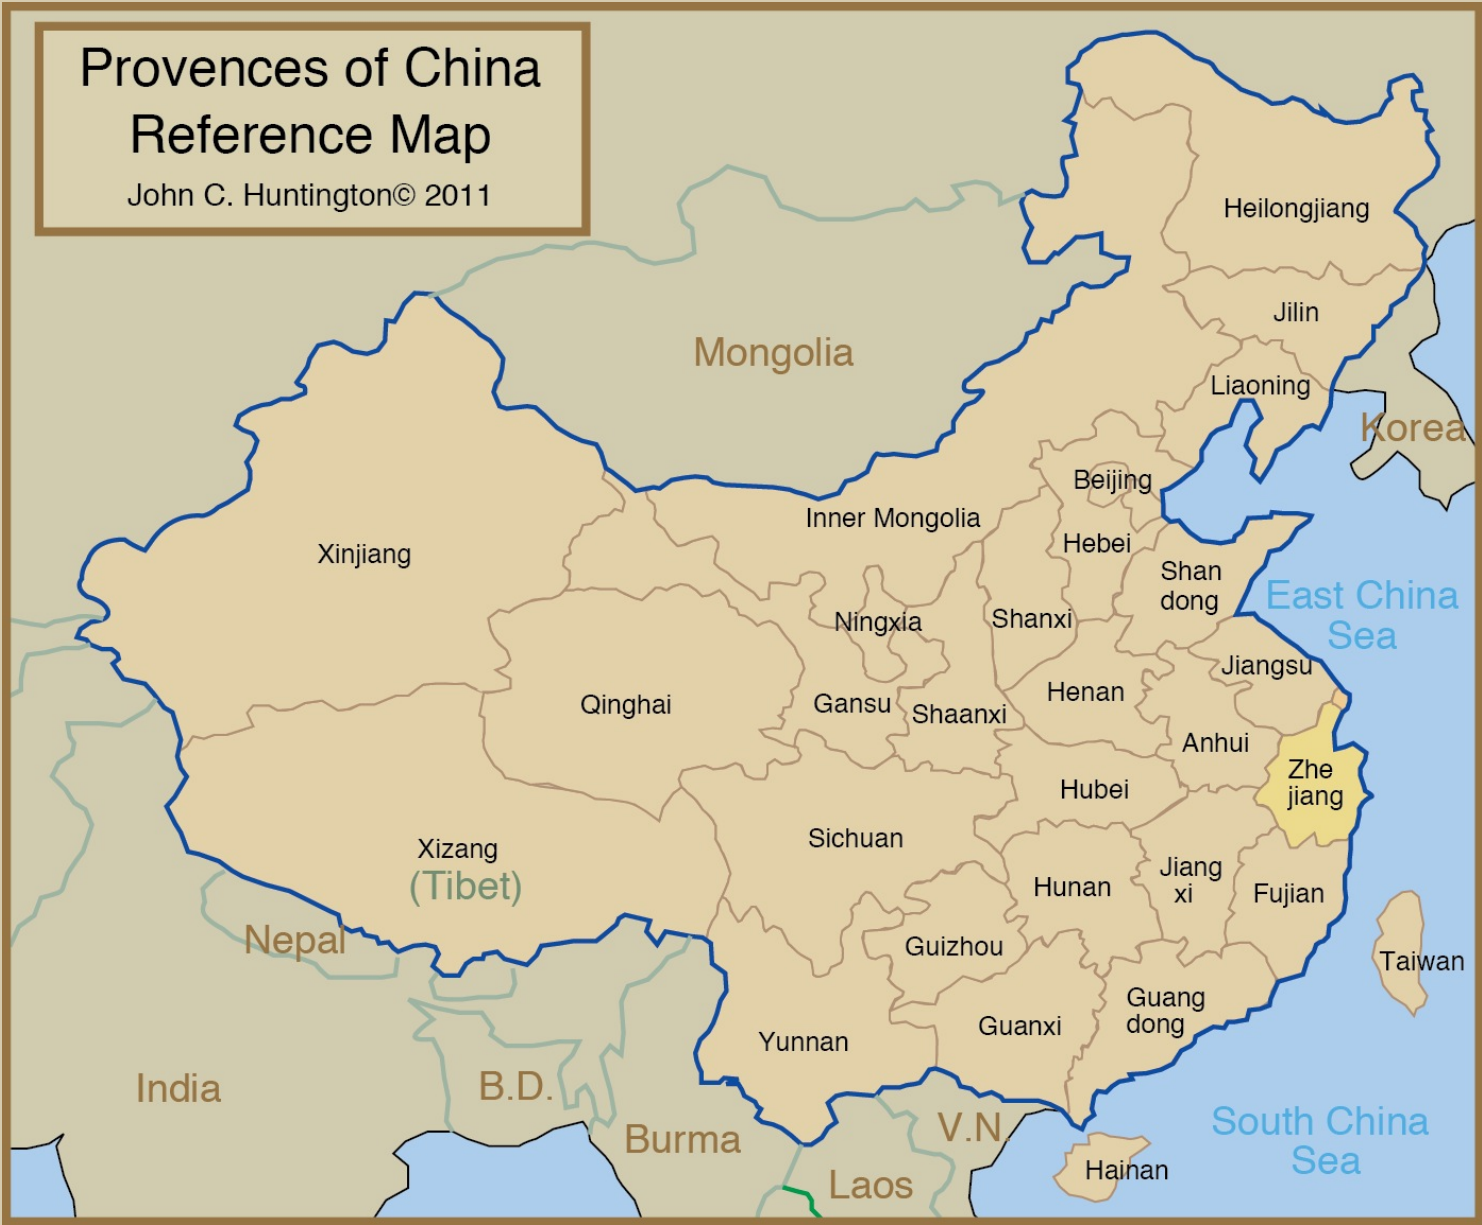 Provences of China
Reference Map
John C. Huntington© 2011
Heilongjiang
Jilin
Mongolia
Liaoning
Korea
Beijing
Inner Mongolia
Hebei
Xinjiang
Shan
dong
East China
Sea
Ningxia
Shanxi
Jiangsu
Qinghai
Gansu
Shaanxi
Henan
Anhui
Zhe
jiang
Hubei
Sichuan
Xizang
(Tibet)
Hunan
Jiang
xi
Fujian
Nepal
Guizhou
Taiwan
Guang
dong
Guanxi
Yunnan
India
B.D.
Burma
V.N.
South China
Sea
Laos
Hainan